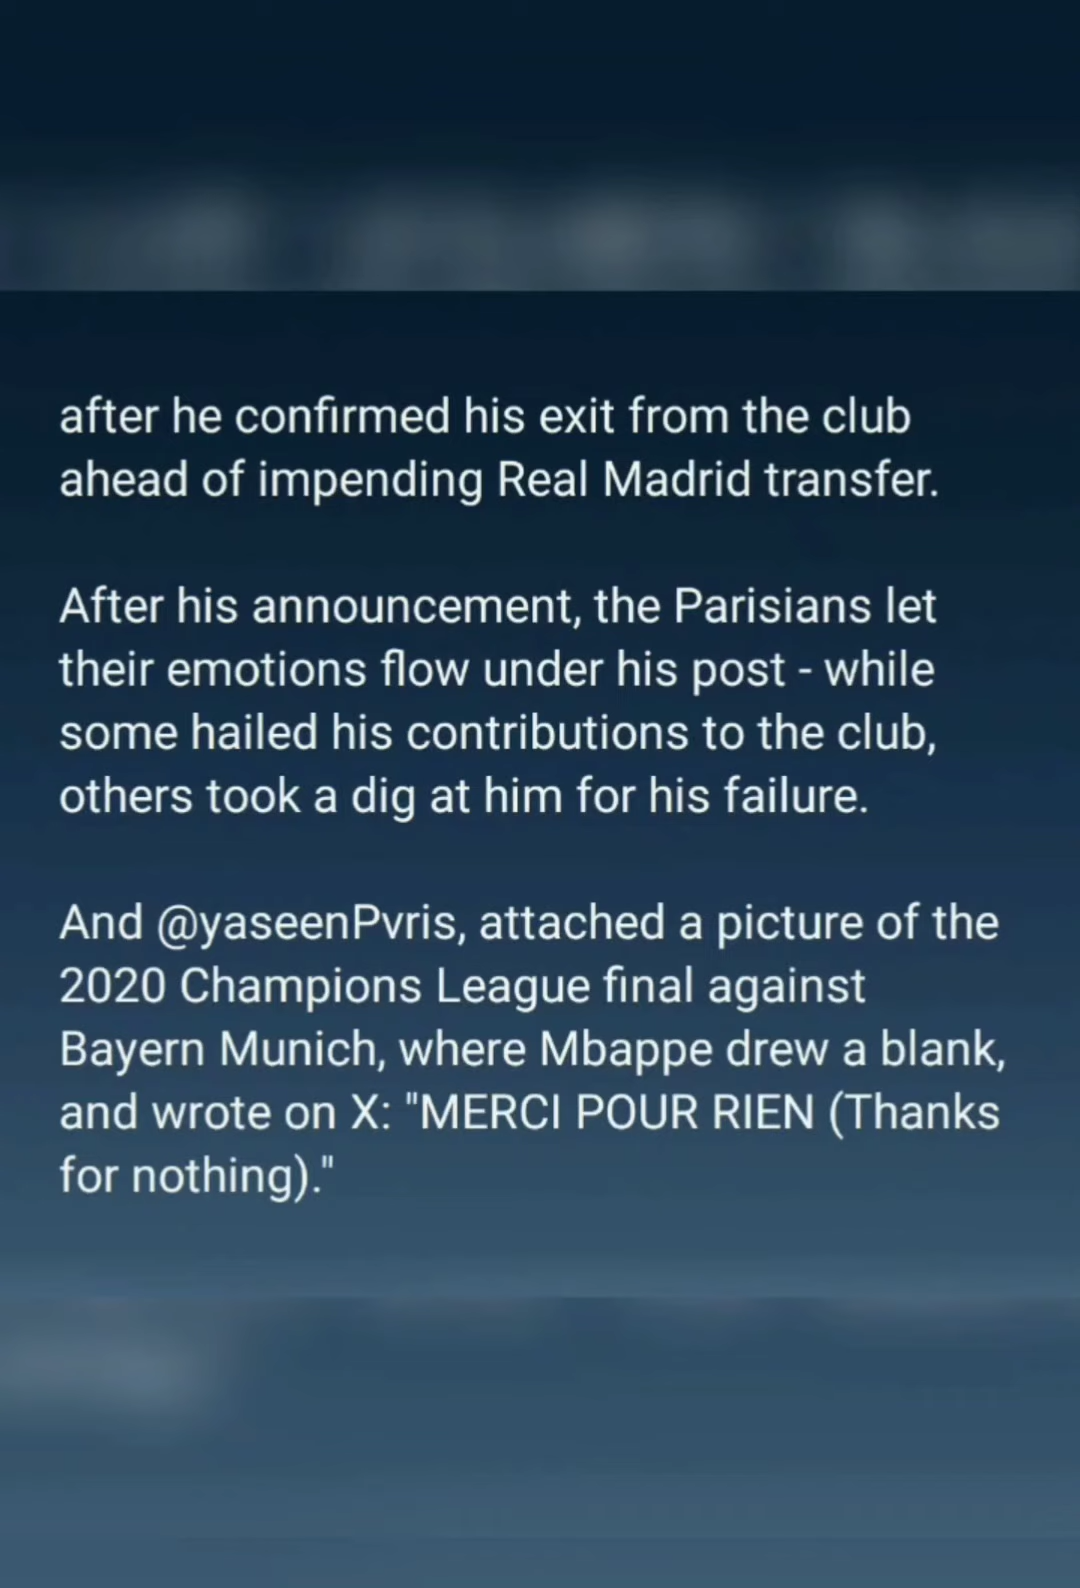 after he confirmed his exit from the club
ahead of impending Real Madrid transfer.
After his announcement, the Parisians let
their emotions flow under his post - while
some hailed his contributions to the club,
others took a dig at him for his failure.
And @yaseenPvris, attached a picture of the
2020 Champions League final against
Bayern Munich, where Mbappe drew a blank,
and wrote on X: "MERCI POUR RIEN (Thanks
for nothing)."